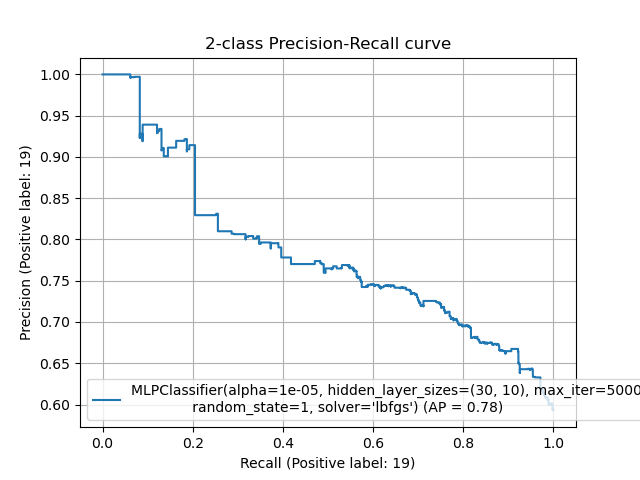 2-class Precision-Recall curve
Precision (Positive label: 19)
1.00
0.95
0.90
0.85
0.80
0.75
0.70
0.65
0.60
MLPClassifier(alpha=1e-05, hidden_layer_sizes=(30, 10), max_iter=5000
random_state=1, solver='lbfgs') (AP = 0.78)
0.0 0.2 0.4 0.6 0.8 1.0
Recall (Positive label: 19)